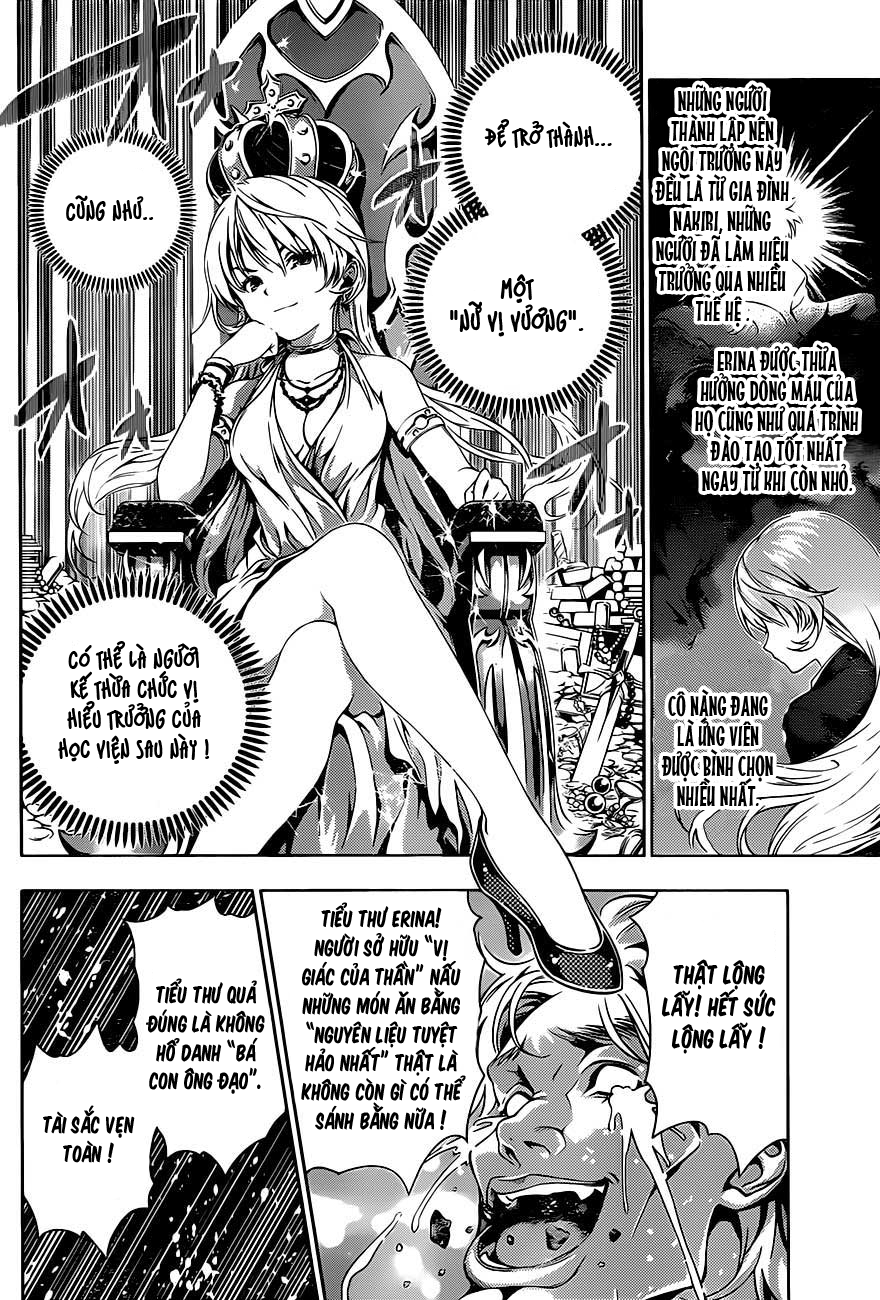 NHỮNG NGƯỜI
THÀNH LẬP NÊN
NGÔI TRƯỜNG NÀY
ĐỀU LÀ TỪ GIA ĐÌNH
NAKIRI, NHỮNG
NGƯỜI ĐÃ LÀM HIỆU
TRƯỞNG QUA NHIỀU
THẾ HỆ.
ERINA ĐƯỢC THỪA
HƯỞNG DÒNG MÁU CỦA
HỌ CŨNG NHƯ QUÁ TRÌNH
ĐÀO TẠO TỐT NHẤT
NGAY TỪ KHI CÒN NHỎ.
CÔ NÀNG ĐANG
LÀ ỨNG VIÊN
ĐƯỢC BÌNH CHỌN
NHIỀU NHẤT.
ĐỂ TRỞ THÀNH...
MỘT
"NỮ VỊ VƯƠNG".
CŨNG NHƯ..
CÓ THỂ LÀ NGƯỜI
KẾ THỪA CHỨC VỊ
HIỂU TRƯỞNG CỦA
HỌC VIỆN SAU NÀY !
オオ
オオオ
THẬT LỘNG
LẪY! HẾT SỨC
LỘNG LẪY !
TIỂU THƯ ERINA!
NGƯỜI SỞ HỮU "VỊ
GIÁC CỦA THẦN" NẤU
NHỮNG MÓN ĂN BẰNG
"NGUYÊN LIỆU TUYỆT
HẢO NHẤT" THẬT LÀ
KHÔNG CÒN GÌ CÓ THỂ
SÁNH BẰNG NỮA !
TIỂU THƯ QUẢ
ĐÚNG LÀ KHÔNG
HỔ DANH "BÁ
CON ÔNG ĐẠO".
TÀI SẮC VẸN
TOÀN !